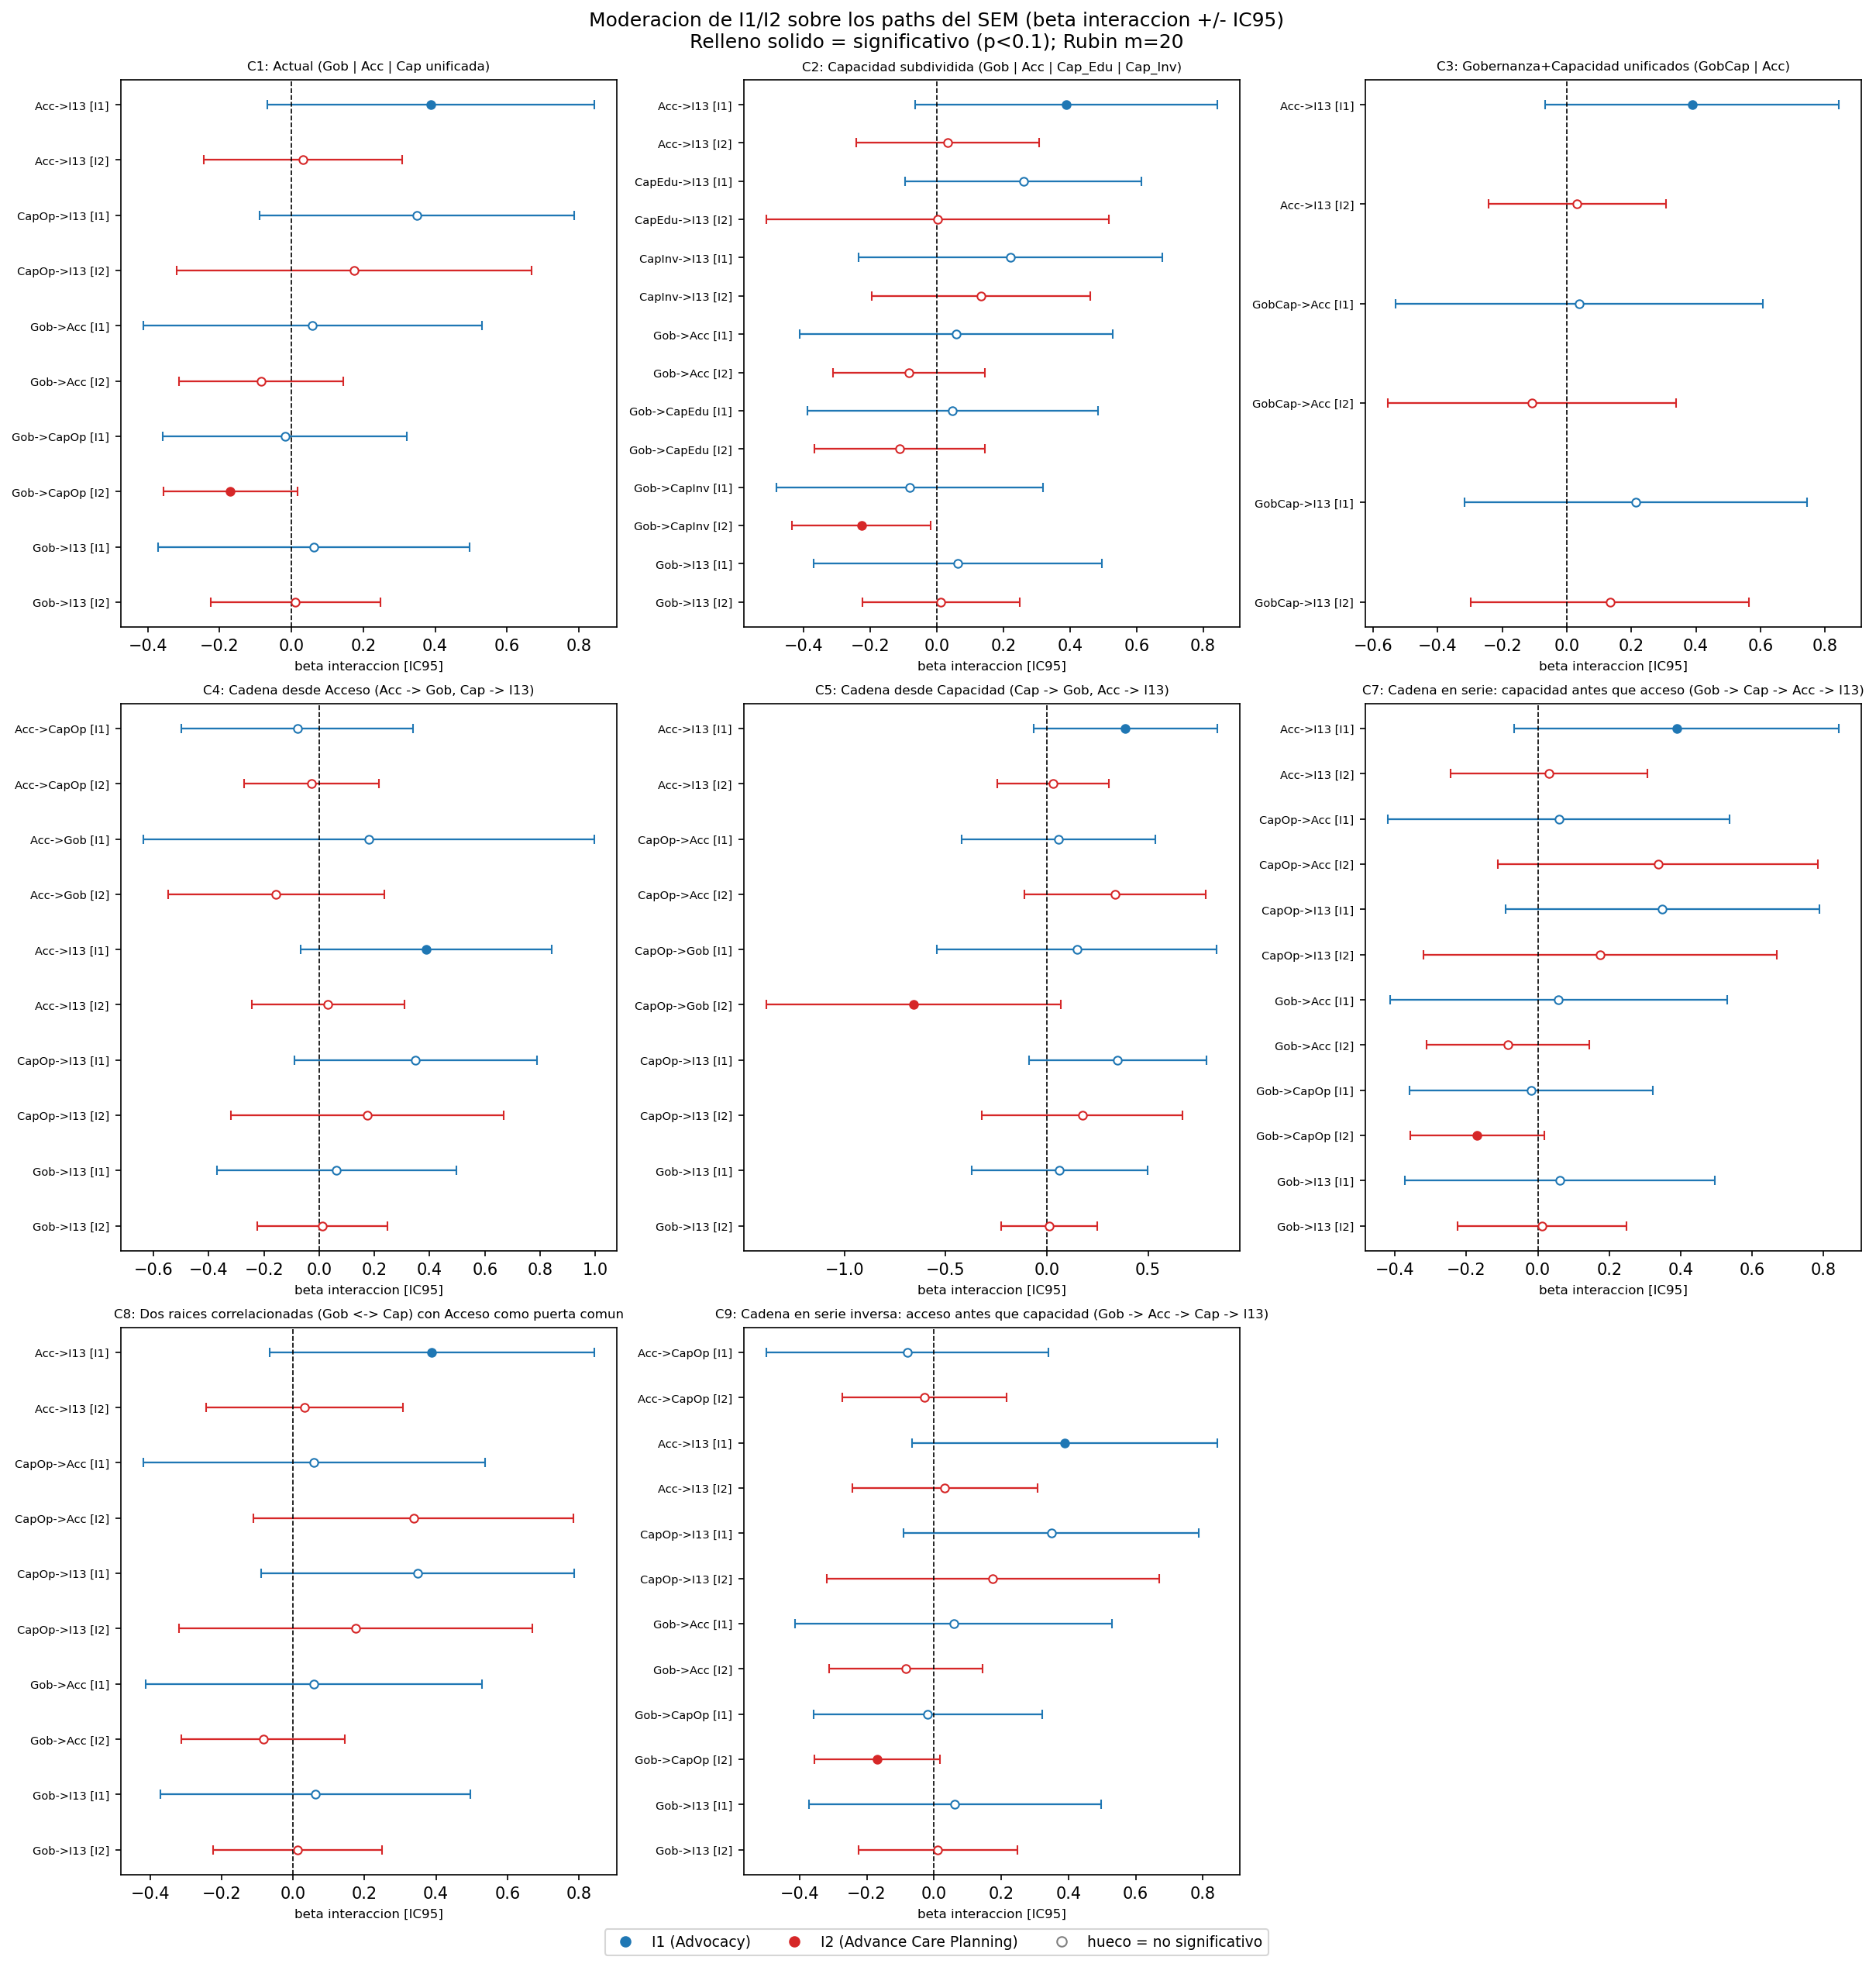 Moderacion de I1/I2 sobre los paths del SEM (beta interaccion +/- IC95)
Relleno solido = significativo (p<0.1); Rubin m=20
C1: Actual (Gob | Acc | Cap unificada)
Acc->I13 [I1]
Acc->I13 [I2]
CapOp->I13 [I1]
CapOp->I13 [I2]
Gob->Acc [I1]
Gob->Acc [I2]
Gob->CapOp [I1]
Gob->CapOp [I2]
Gob->I13 [I1]
Gob->I13 [I2]
−0.4 −0.2 0.0 0.2 0.4 0.6 0.8
beta interaccion [IC95]
C2: Capacidad subdividida (Gob | Acc | Cap_Edu | Cap_Inv)
Acc->I13 [I1]
Acc->I13 [I2]
CapEdu->I13 [I1]
CapEdu->I13 [I2]
CapInv->I13 [I1]
CapInv->I13 [I2]
Gob->Acc [I1]
Gob->Acc [I2]
Gob->CapEdu [I1]
Gob->CapEdu [I2]
Gob->CapInv [I1]
Gob->CapInv [I2]
Gob->I13 [I1]
Gob->I13 [I2]
−0.4 −0.2 0.0 0.2 0.4 0.6 0.8
beta interaccion [IC95]
C3: Gobernanza+Capacidad unificados (GobCap | Acc)
Acc->I13 [I1]
Acc->I13 [I2]
GobCap->Acc [I1]
GobCap->Acc [I2]
GobCap->I13 [I1]
GobCap->I13 [I2]
−0.6 −0.4 −0.2 0.0 0.2 0.4 0.6 0.8
beta interaccion [IC95]
C4: Cadena desde Acceso (Acc -> Gob, Cap -> I13)
Acc->CapOp [I1]
Acc->CapOp [I2]
Acc->Gob [I1]
Acc->Gob [I2]
Acc->I13 [I1]
Acc->I13 [I2]
CapOp->I13 [I1]
CapOp->I13 [I2]
Gob->I13 [I1]
Gob->I13 [I2]
−0.6 −0.4 −0.2 0.0 0.2 0.4 0.6 0.8 1.0
beta interaccion [IC95]
C5: Cadena desde Capacidad (Cap -> Gob, Acc -> I13)
Acc->I13 [I1]
Acc->I13 [I2]
CapOp->Acc [I1]
CapOp->Acc [I2]
CapOp->Gob [I1]
CapOp->Gob [I2]
CapOp->I13 [I1]
CapOp->I13 [I2]
Gob->I13 [I1]
Gob->I13 [I2]
−1.0 −0.5 0.0 0.5
beta interaccion [IC95]
C7: Cadena en serie: capacidad antes que acceso (Gob -> Cap -> Acc -> I13)
Acc->I13 [I1]
Acc->I13 [I2]
CapOp->Acc [I1]
CapOp->Acc [I2]
CapOp->I13 [I1]
CapOp->I13 [I2]
Gob->Acc [I1]
Gob->Acc [I2]
Gob->CapOp [I1]
Gob->CapOp [I2]
Gob->I13 [I1]
Gob->I13 [I2]
−0.4 −0.2 0.0 0.2 0.4 0.6 0.8
beta interaccion [IC95]
C8: Dos raices correlacionadas (Gob <-> Cap) con Acceso como puerta comun
Acc->I13 [I1]
Acc->I13 [I2]
CapOp->Acc [I1]
CapOp->Acc [I2]
CapOp->I13 [I1]
CapOp->I13 [I2]
Gob->Acc [I1]
Gob->Acc [I2]
Gob->I13 [I1]
Gob->I13 [I2]
−0.4 −0.2 0.0 0.2 0.4 0.6 0.8
beta interaccion [IC95]
C9: Cadena en serie inversa: acceso antes que capacidad (Gob -> Acc -> Cap -> I13)
Acc->CapOp [I1]
Acc->CapOp [I2]
Acc->I13 [I1]
Acc->I13 [I2]
CapOp->I13 [I1]
CapOp->I13 [I2]
Gob->Acc [I1]
Gob->Acc [I2]
Gob->CapOp [I1]
Gob->CapOp [I2]
Gob->I13 [I1]
Gob->I13 [I2]
−0.4 −0.2 0.0 0.2 0.4 0.6 0.8
beta interaccion [IC95]
I1 (Advocacy) I2 (Advance Care Planning) hueco = no significativo